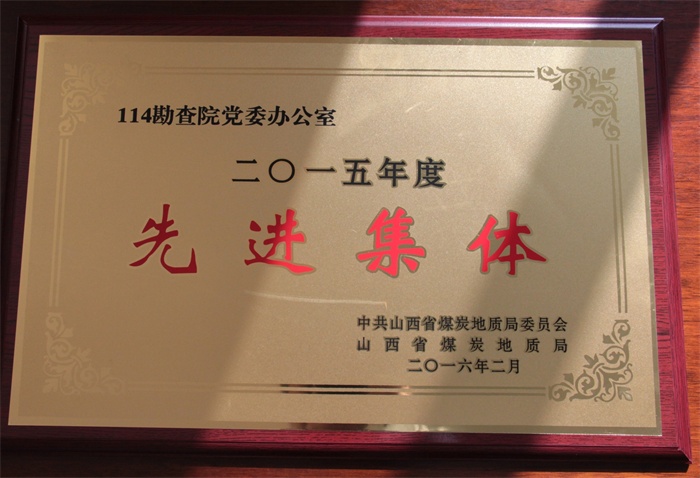 114勘查院党委办公室
二〇一五年度
先进集体
中共山西省煤炭地质局委员会
山西省煤炭地质局
二〇一六年二月